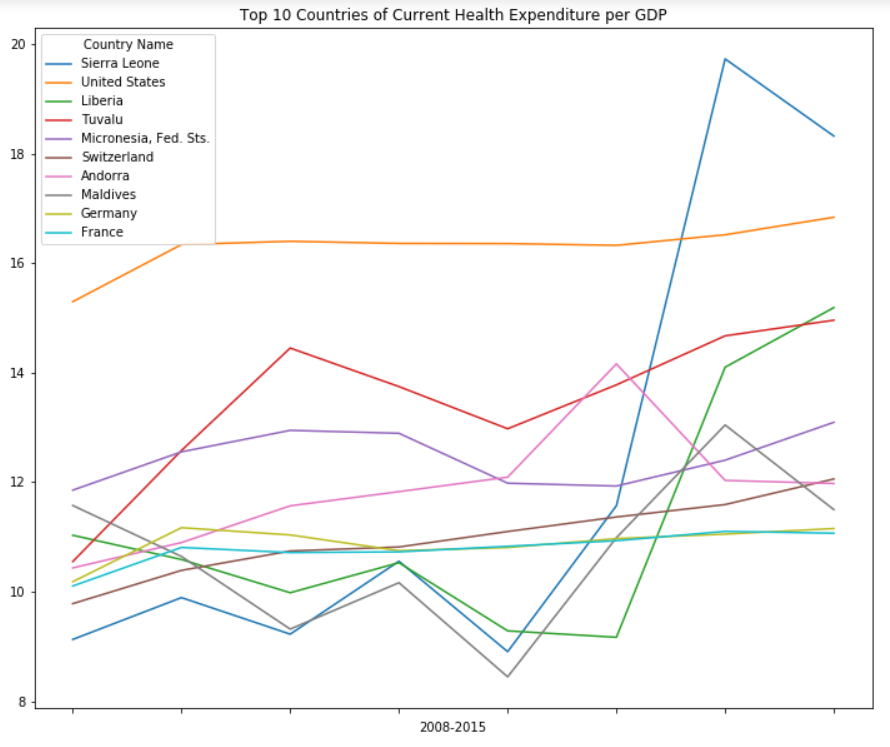 Top 10 Countries of Current Health Expenditure per GDP
20
18
16
14
12
10
8
Country Name
Sierra Leone
United States
Liberia
Tuvalu
Micronesia, Fed. Sts.
Switzerland
Andorra
Maldives
Germany
France
2008-2015